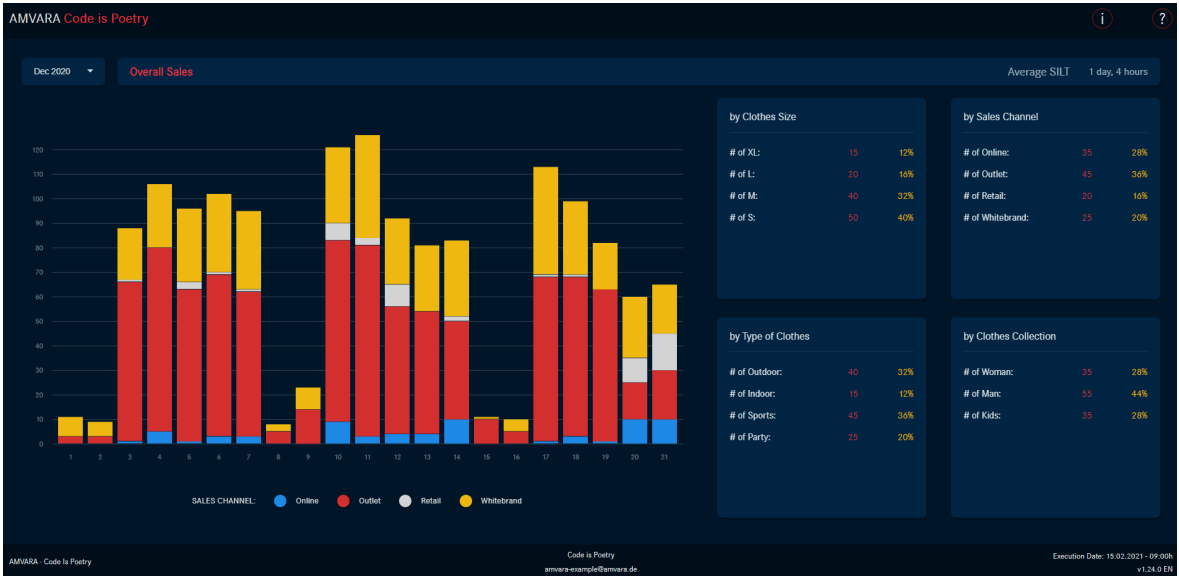 AMVARA Code is Poetry
i
?
Dec 2020
Overall Sales
Average SILT 1 day, 4 hours
120
110
100
90
80
70
60
50
40
30
20
10
0
1 2 3 4 5 6 7 8 9 10 11 12 13 14 15 16 17 18 19 20 21
SALES CHANNEL: Online Outlet Retail Whitebrand
by Clothes Size
# of XL: 15 12%
# of L: 20 16%
# of M: 40 32%
# of S: 50 40%
by Sales Channel
# of Online: 35 28%
# of Outlet: 45 36%
# of Retail: 20 16%
# of Whitebrand: 25 20%
by Type of Clothes
# of Outdoor: 40 32%
# of Indoor: 15 12%
# of Sports: 45 36%
# of Party: 25 20%
by Clothes Collection
# of Woman: 35 28%
# of Man: 55 44%
# of Kids: 35 28%
AMVARA - Code Is Poetry
Code is Poetry
amvara-example@amvara.de
Execution Date: 15.02.2021 - 09:00h
v1.24.0 EN